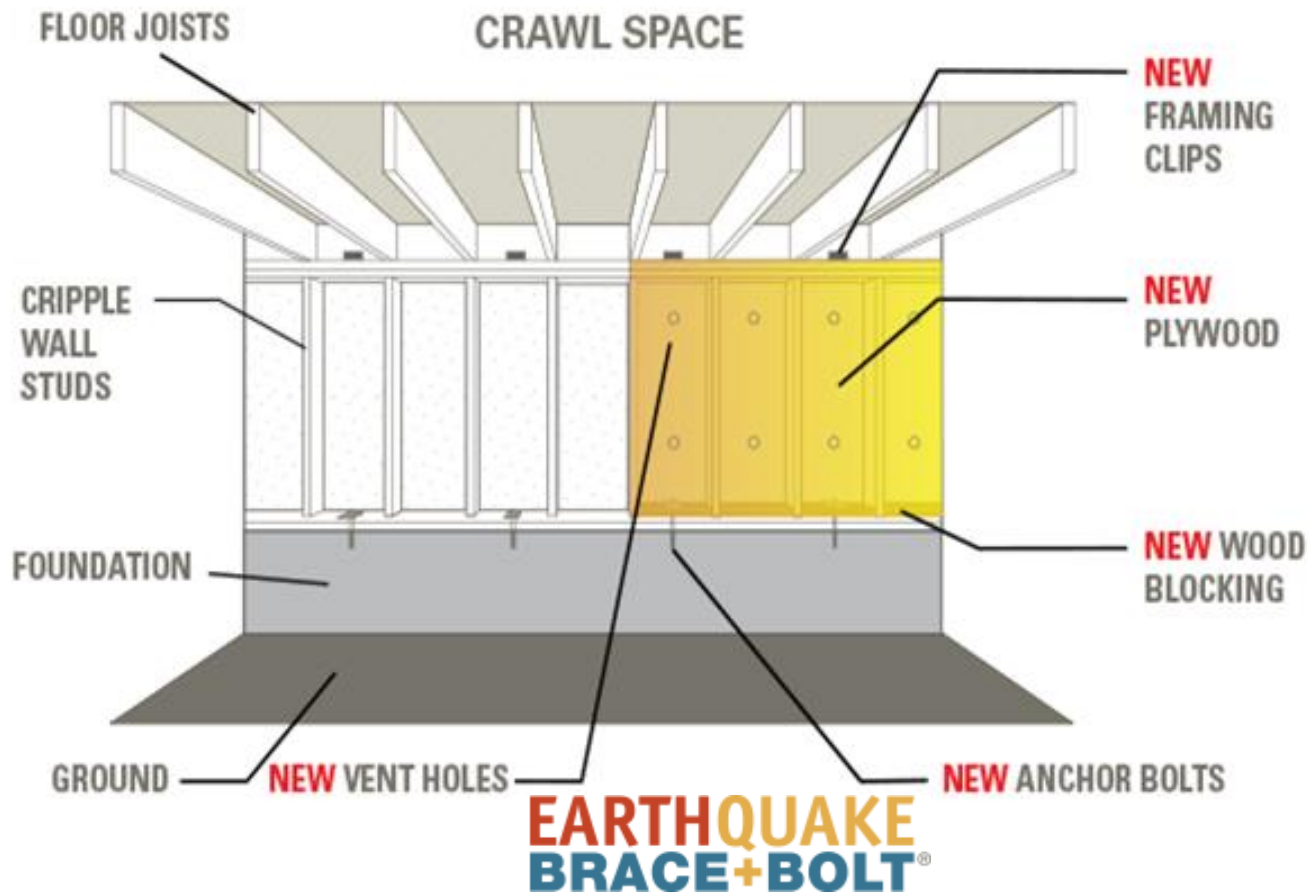 FLOOR JOISTS
CRAWL SPACE
NEW
FRAMING
CLIPS
CRIPPLE
WALL
STUDS
NEW
PLYWOOD
FOUNDATION
NEW WOOD
BLOCKING
GROUND
NEW VENT HOLES
NEW ANCHOR BOLTS
EARTHQUAKE
BRACE+BOLT®